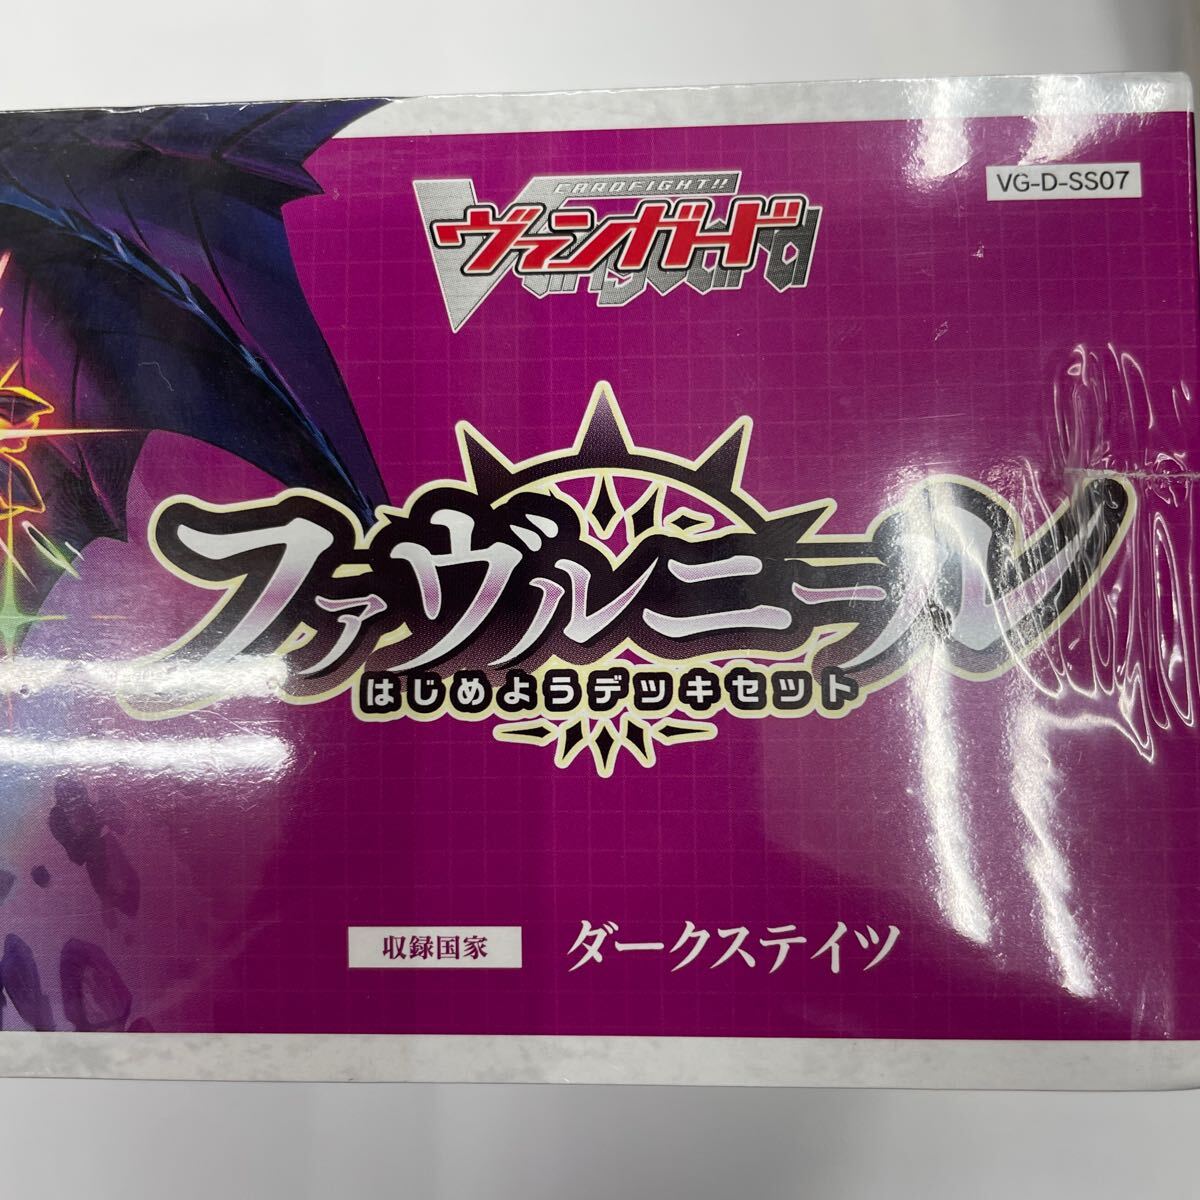 VG-D-SS07
CARDFIGHT!!
ヴァンガード
Vanguard
ファヴルニール
はじめようデッキセット
収録国家 ダークステイツ